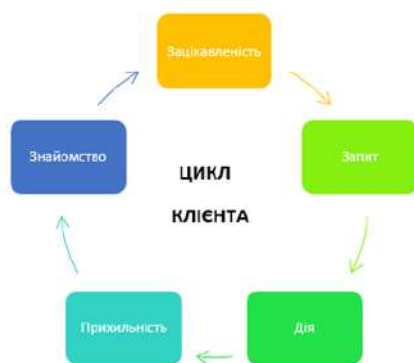 Зацікавленість
Знайомство
Запит
ЦИКЛ
КЛІЄНТА
Прихильність
Дія